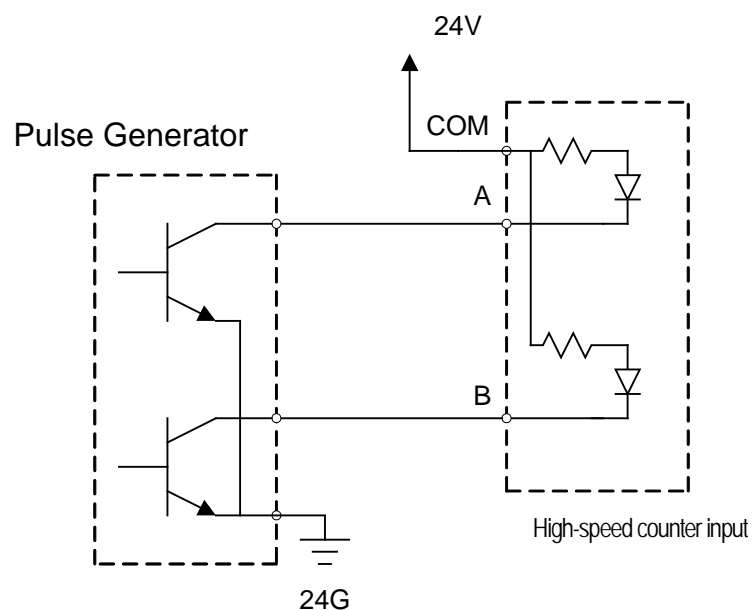 24V
COM
Pulse Generator
A
B
High-speed counter input
24G